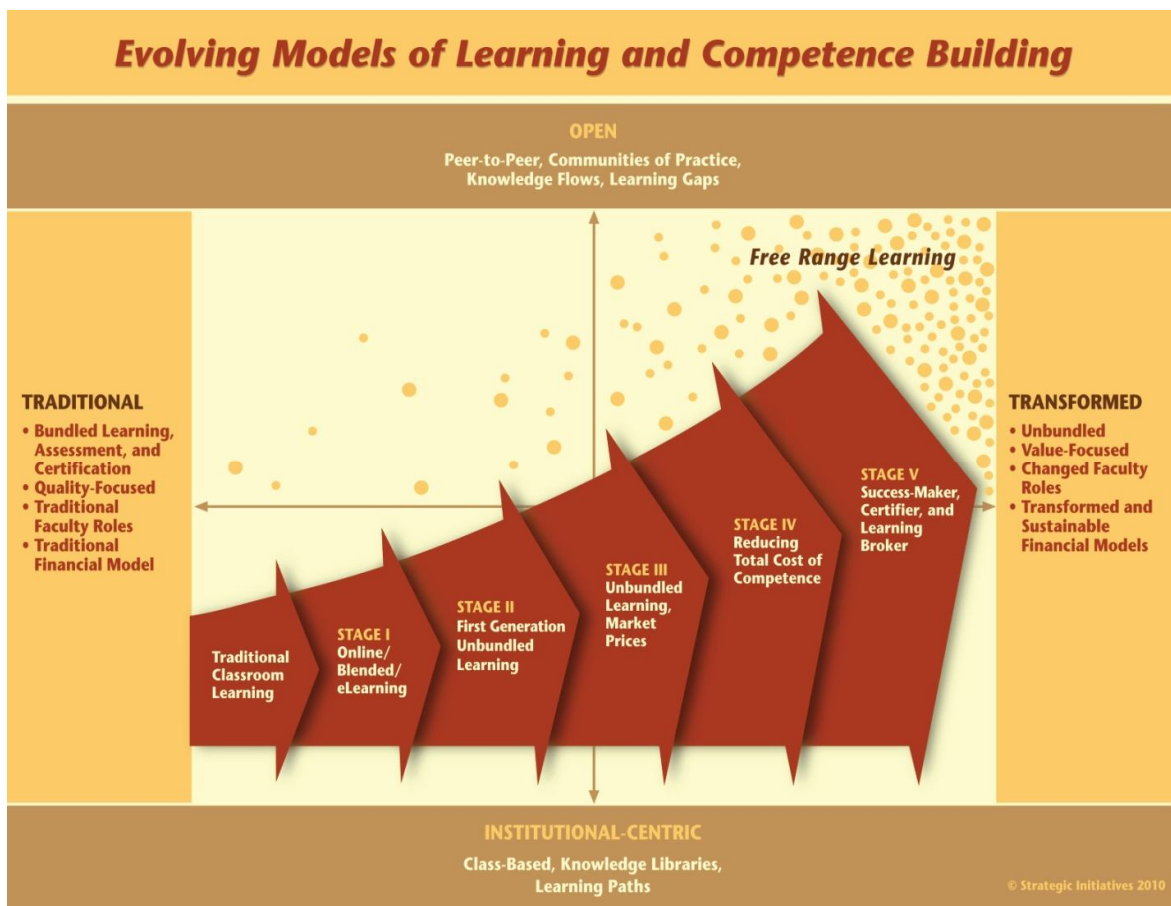 Evolving Models of Learning and Competence Building
OPEN
Peer-to-Peer, Communities of Practice,
Knowledge Flows, Learning Gaps
Free Range Learning
TRADITIONAL
• Bundled Learning,
Assessment, and
Certification
• Quality-Focused
• Traditional
Faculty Roles
• Traditional
Financial Model
Traditional
Classroom
Learning
STAGE I
Online/
Blended/
eLearning
STAGE II
First Generation
Unbundled
Learning
STAGE III
Unbundled
Learning,
Market
Prices
STAGE IV
Reducing
Total Cost of
Competence
STAGE V
Success-Maker,
Certifier, and
Learning
Broker
TRANSFORMED
• Unbundled
• Value-Focused
• Changed Faculty
Roles
• Transformed and
Sustainable
Financial Models
INSTITUTIONAL-CENTRIC
Class-Based, Knowledge Libraries,
Learning Paths
© Strategic Initiatives 2010